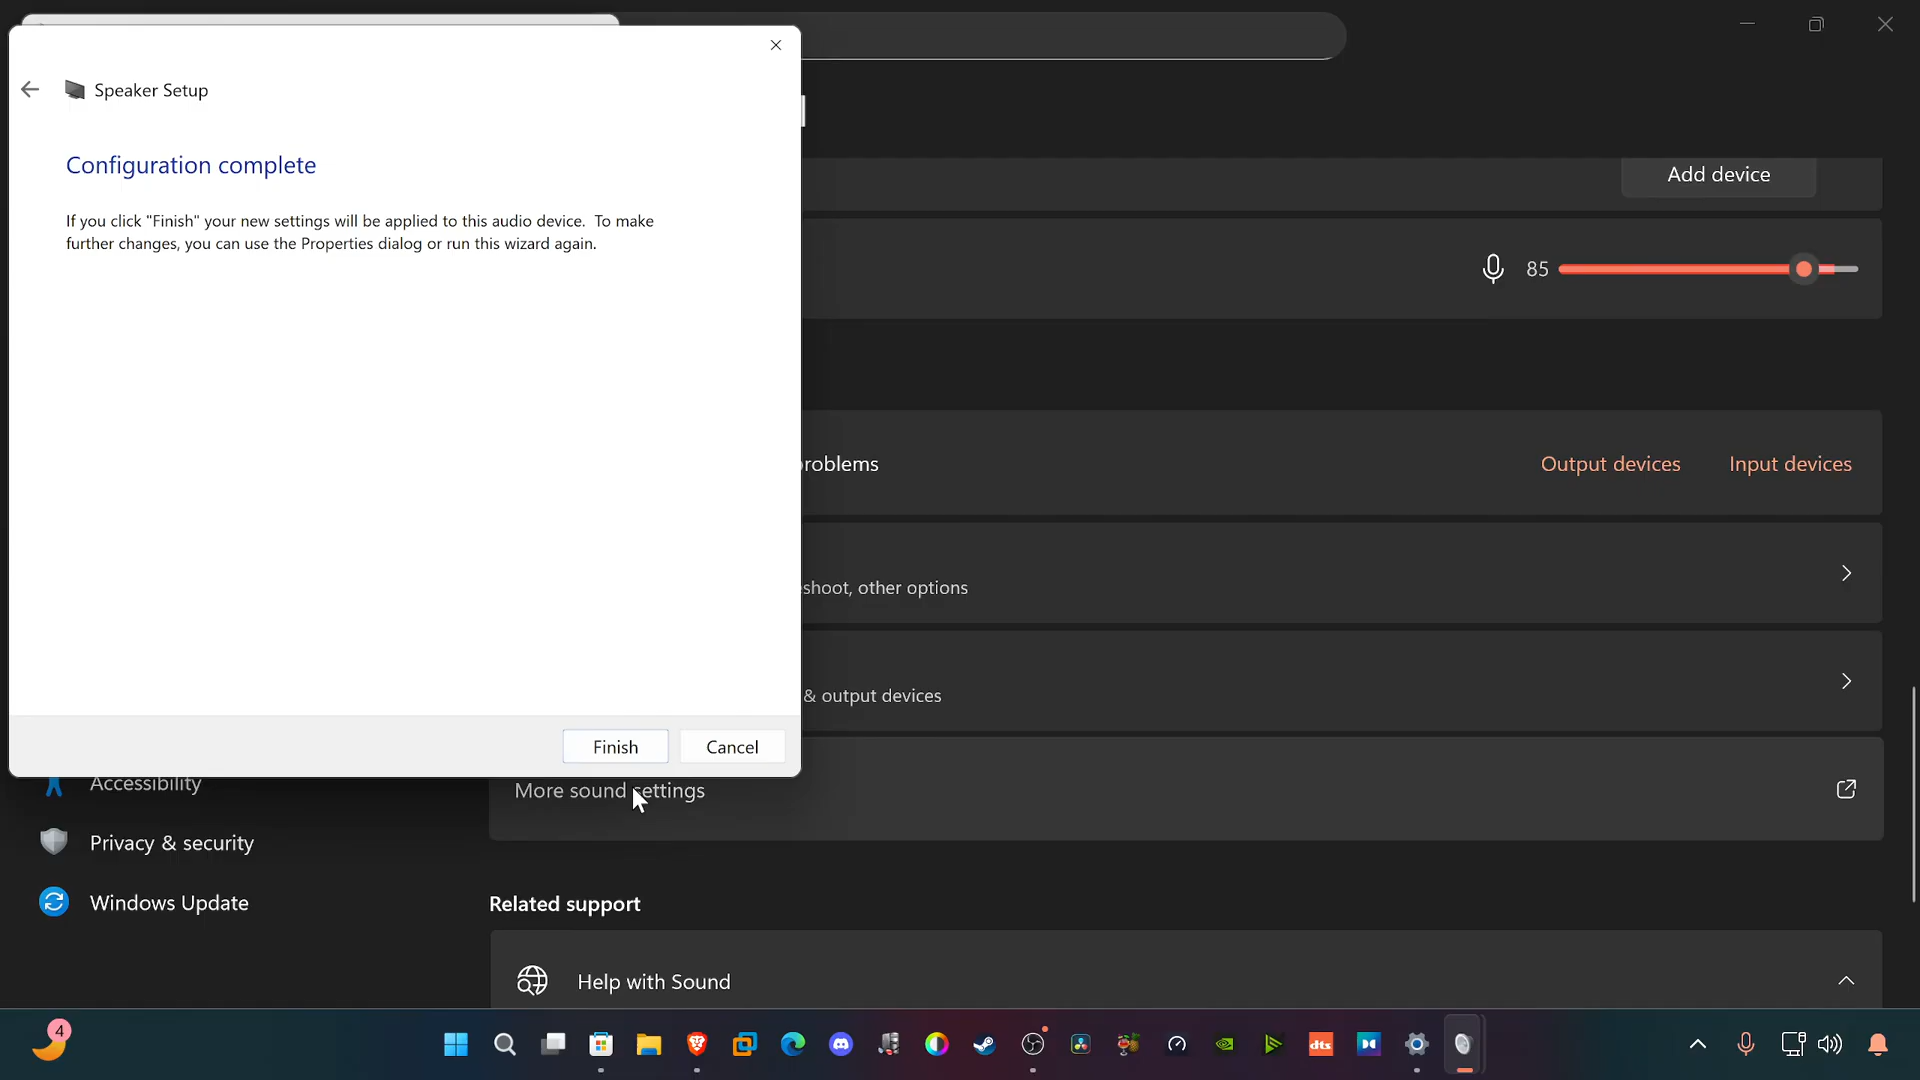 Speaker Setup
Configuration complete
If you click "Finish" your new settings will be applied to this audio device. To make
further changes, you can use the Properties dialog or run this wizard again.
Finish
Cancel
Add device
85
roblems
Output devices
Input devices
shoot, other options
& output devices
More sound settings
Related support
Help with Sound
Accessibility
Privacy & security
Windows Update
4
dts